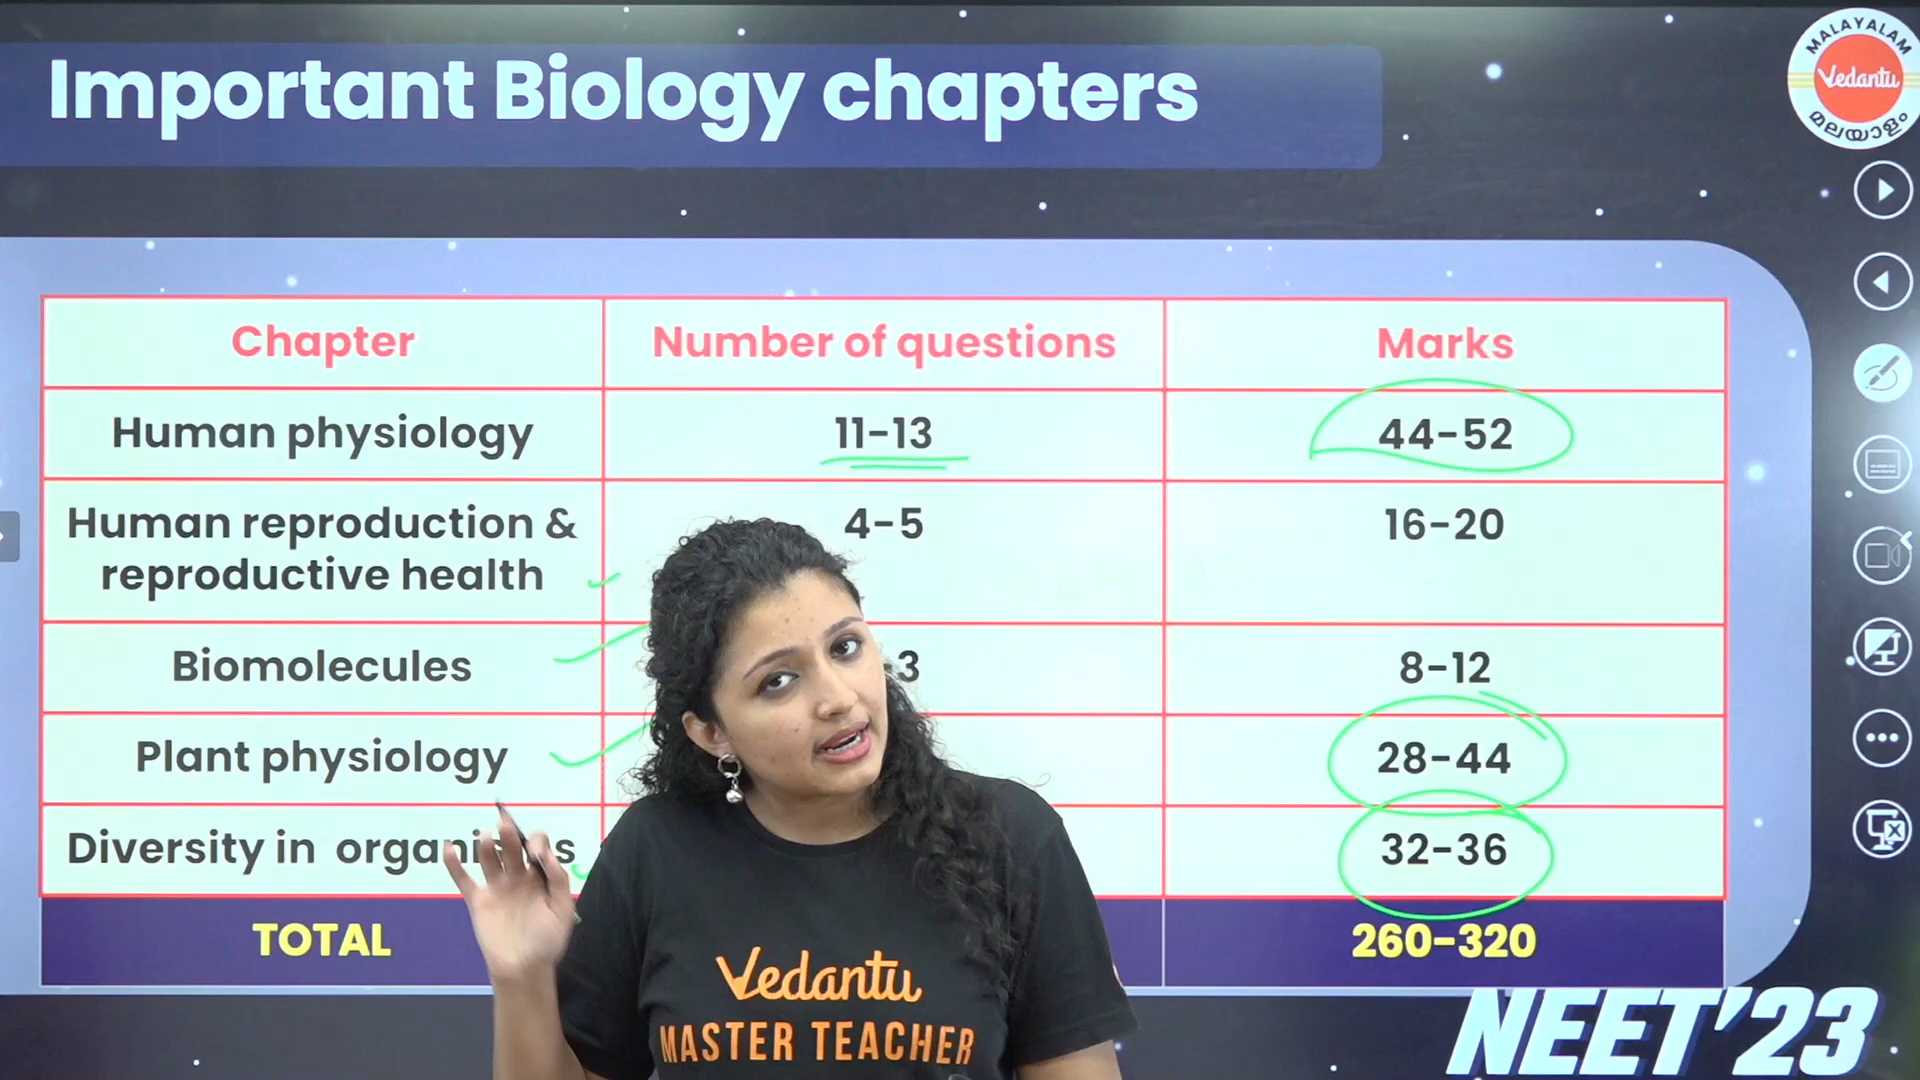 Important Biology chapters
MALAYALAM
Vedantu
മലയാളം
Chapter Number of questions Marks
Human physiology 11-13 44-52
Human reproduction & 4-5 16-20
reproductive health
Biomolecules -3 8-12
Plant physiology 28-44
Diversity in organisms 32-36
TOTAL 260-320
Vedantu
MASTER TEACHER
NEET'23